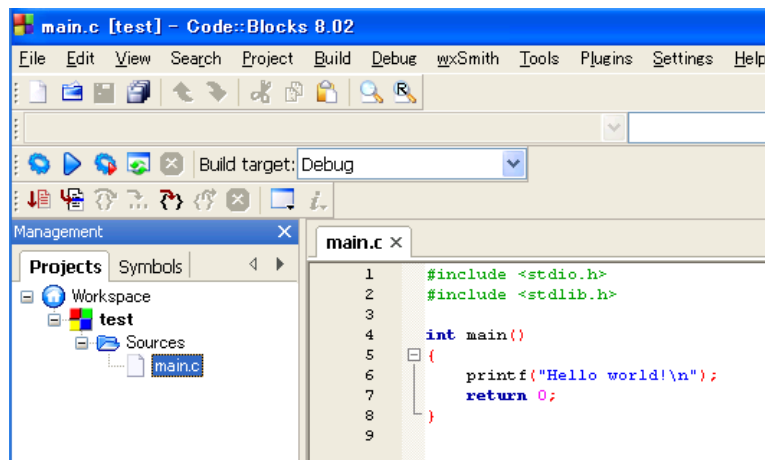 main.c [test] - Code::Blocks 8.02
File Edit View Search Project Build Debug wxSmith Tools Plugins Settings Help
Build target: Debug
Management
main.c
Projects Symbols
Workspace
test
Sources
main.c
1 #include <stdio.h>
2 #include <stdlib.h>
3
4 int main()
5 {
6 printf("Hello world!\n");
7 return 0;
8 }
9